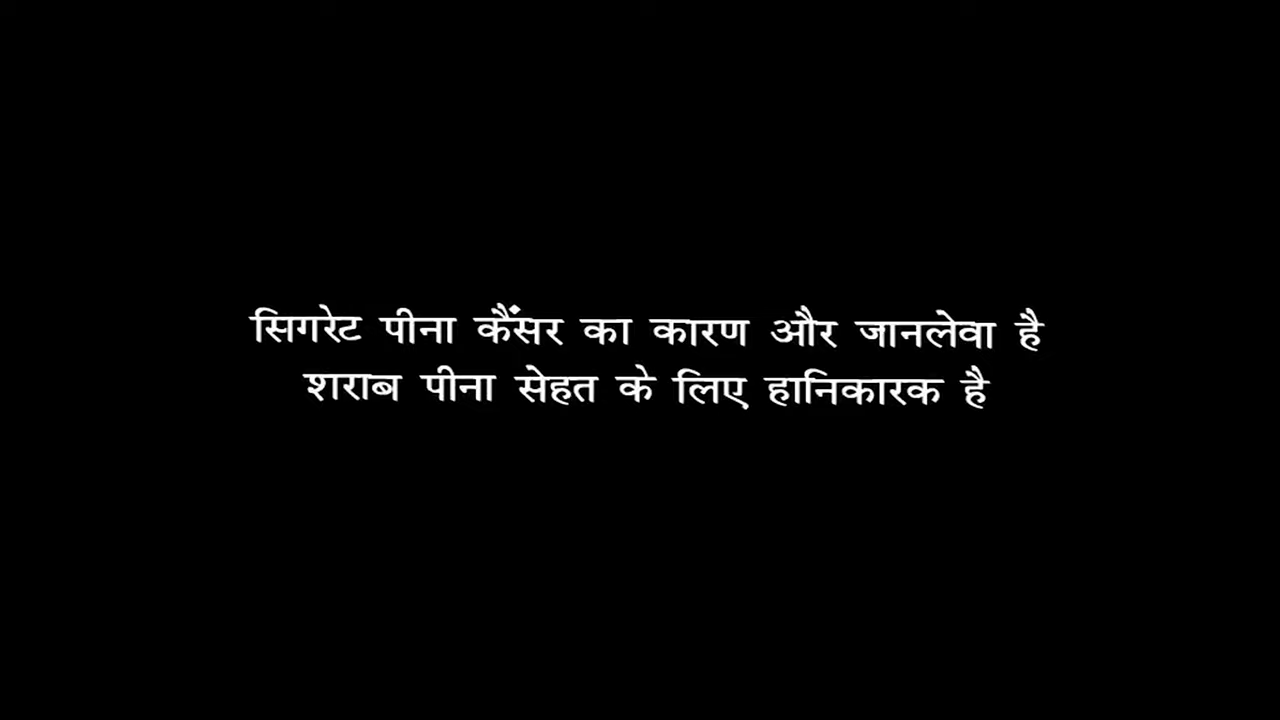 सिगरेट पीना कैंसर का कारण और जानलेवा है
शराब पीना सेहत के लिए हानिकारक है